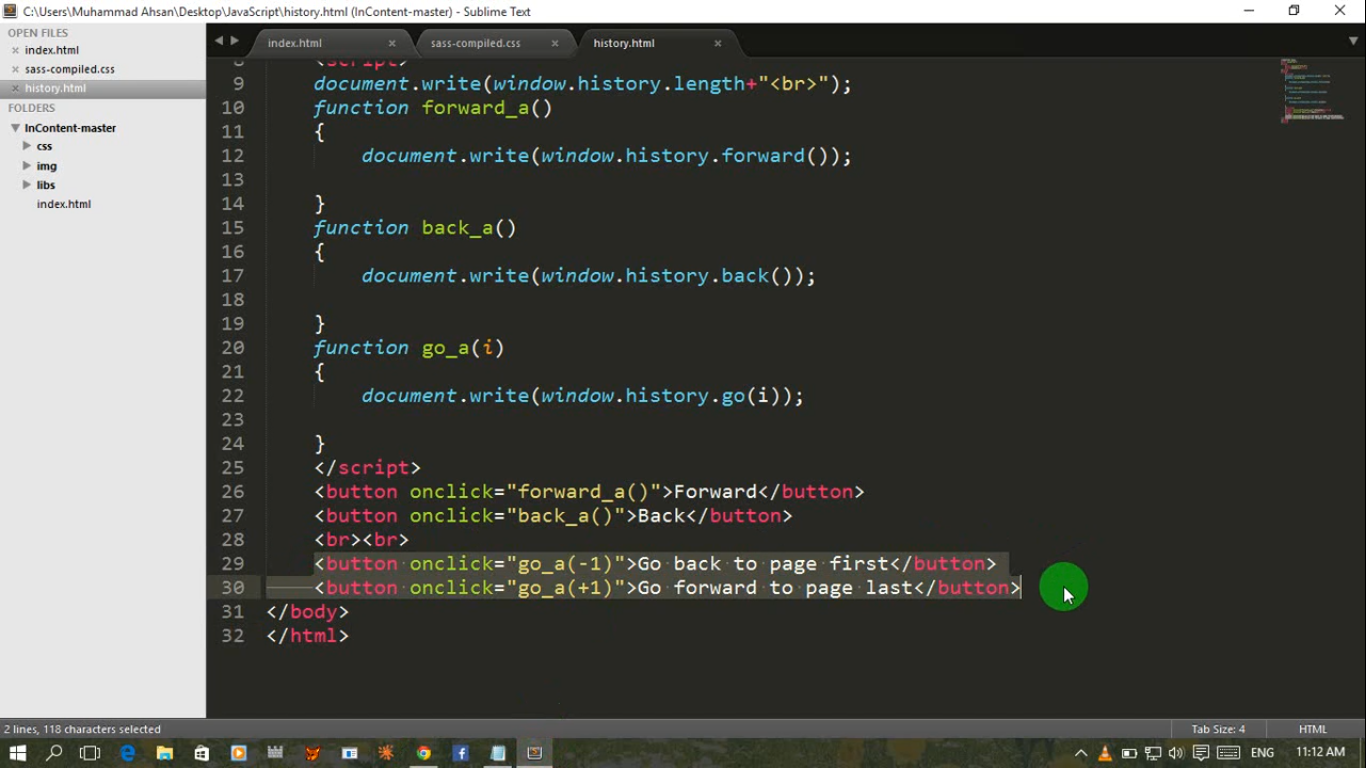 C:\Users\Muhammad Ahsan\Desktop\JavaScript\history.html (InContent-master) - Sublime Text
OPEN FILES
index.html
sass-compiled.css
history.html
FOLDERS
InContent-master
css
img
libs
index.html
index.html sass-compiled.css history.html
8 <script>
9 document.write(window.history.length+"<br>");
10 function forward_a()
11 {
12 document.write(window.history.forward());
13
14 }
15 function back_a()
16 {
17 document.write(window.history.back());
18
19 }
20 function go_a(i)
21 {
22 document.write(window.history.go(i));
23
24 }
25 </script>
26 <button onclick="forward_a()">Forward</button>
27 <button onclick="back_a()">Back</button>
28 <br><br>
29 <button onclick="go_a(-1)">Go back to page first</button>
30 <button onclick="go_a(+1)">Go forward to page last</button>
31 </body>
32 </html>
2 lines, 118 characters selected
Tab Size: 4 HTML
ENG 11:12 AM